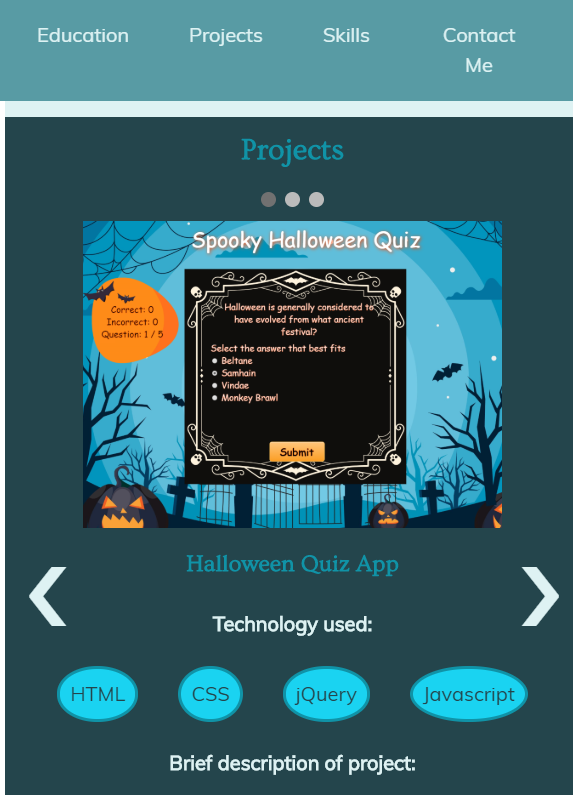 Education Projects Skills Contact
Me
Projects
Spooky Halloween Quiz
Correct: 0
Incorrect: 0
Question: 1 / 5
Halloween is generally considered to
have evolved from what ancient
festival?
Select the answer that best fits
Beltane
Samhain
Vindae
Monkey Brawl
Submit
Halloween Quiz App
Technology used:
HTML CSS jQuery Javascript
Brief description of project: